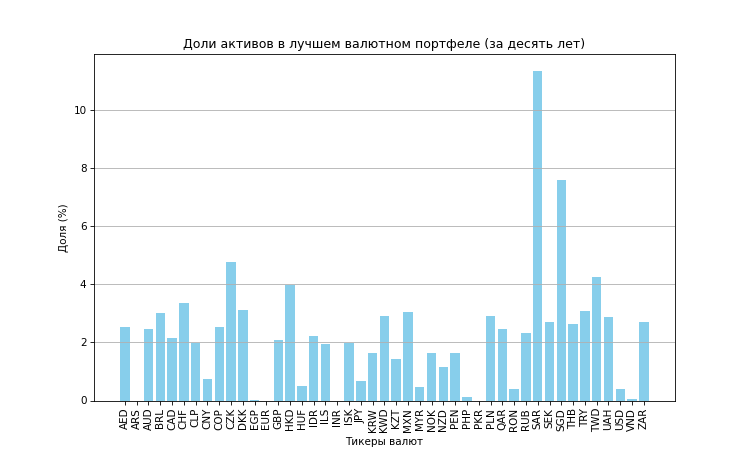 Доли активов в лучшем валютном портфеле (за десять лет)
Доля (%)
10
8
6
4
2
0
AED ARS AUD BRL CAD CHF CLP CNY COP CZK DKK EGP EUR GBP HKD HUF IDR ILS INR ISK JPY KRW KWD KZT MXN MYR NOK NZD PEN PHP PKR PLN QAR RON RUB SAR SEK SGD THB TRY TWD UAH USD VND ZAR
Тикеры валют